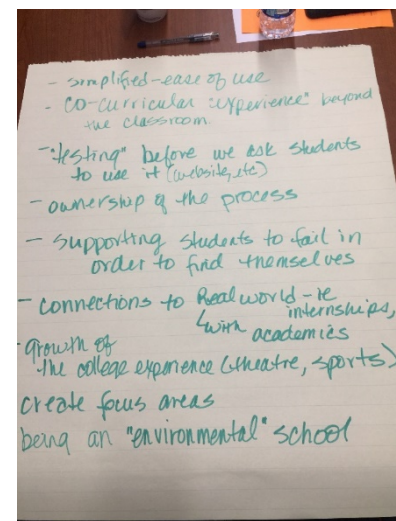 - simplified-ease of use
- co-curricular "experience" beyond
the classroom
- "testing" before we ask students
to use it (website, etc)
- ownership of the process
- supporting students to fail in
order to find themselves
- connections to Real world - ie
internships,
with academies
- growth of
the college experience (theatre, sports)
create focus areas
being an "environmental" school